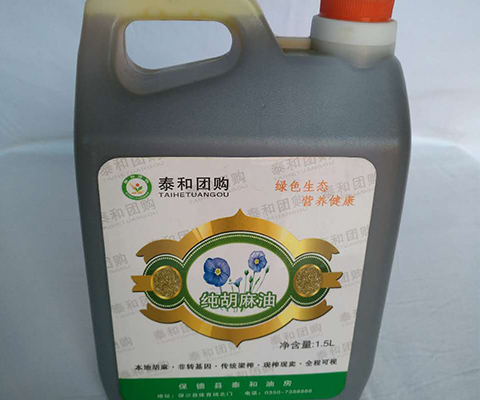 泰和团购
TAIHETUANGOU
绿色生态
营养健康
纯胡麻油
净含量:1.5L
本地胡麻·非转基因·传统梁榨·现榨现卖·全程可视
保德县泰和油房